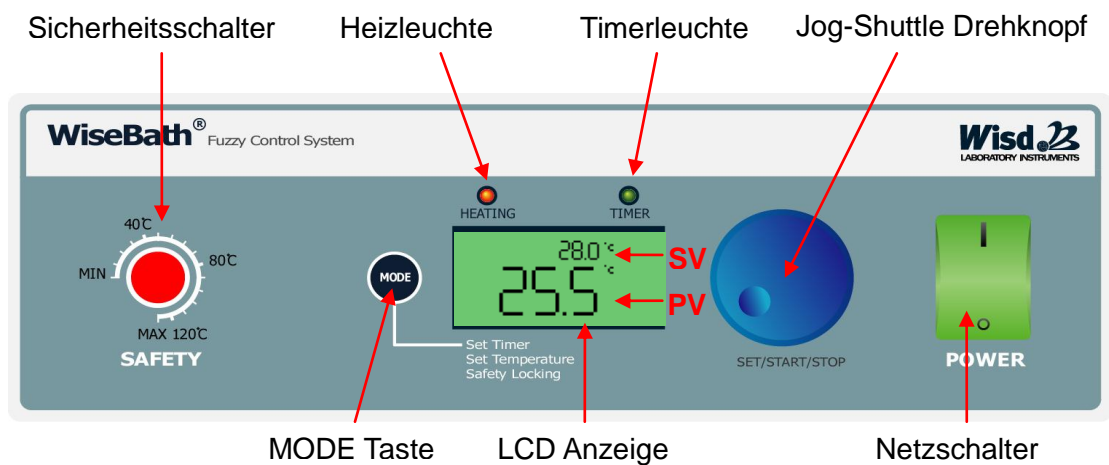 Sicherheitsschalter
Heizleuchte
Timerleuchte
Jog-Shuttle Drehknopf
WiseBath® Fuzzy Control System
Wisd
LABORATORY INSTRUMENTS
HEATING
TIMER
40℃
80℃
MIN
MAX 120℃
SAFETY
MODE
28.0 ℃
SV
25.5 ℃
PV
Set Timer
Set Temperature
Safety Locking
SET/START/STOP
POWER
MODE Taste
LCD Anzeige
Netzschalter